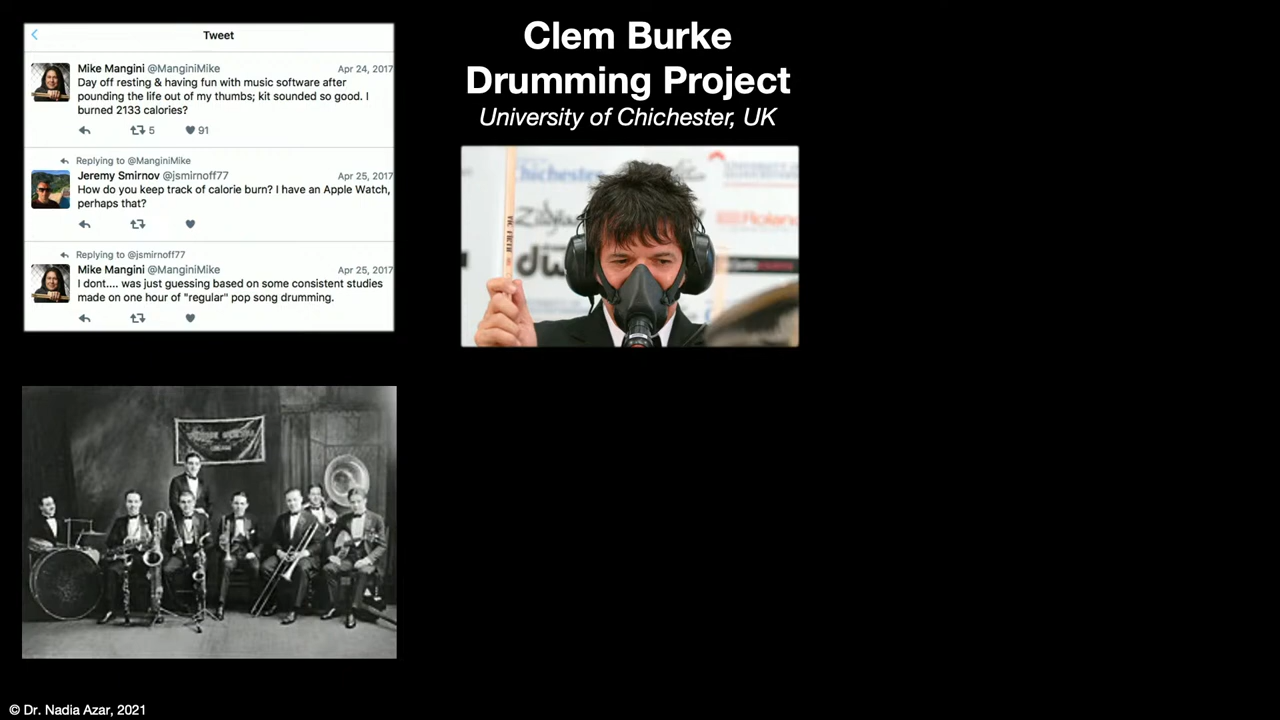 Tweet
Mike Mangini @ManginiMike
Apr 24, 2017
Day off resting & having fun with music software after
pounding the life out of my thumbs; kit sounded so good. I
burned 2133 calories?
5
91
Replying to @ManginiMike
Jeremy Smirnov @jsmirnoff77
Apr 25, 2017
How do you keep track of calorie burn? I have an Apple Watch,
perhaps that?
Replying to @jsmirnoff77
Mike Mangini @ManginiMike
Apr 25, 2017
I dont.... was just guessing based on some consistent studies
made on one hour of "regular" pop song drumming.
Clem Burke
Drumming Project
University of Chichester, UK
Chichester
Roland
dw
© Dr. Nadia Azar, 2021